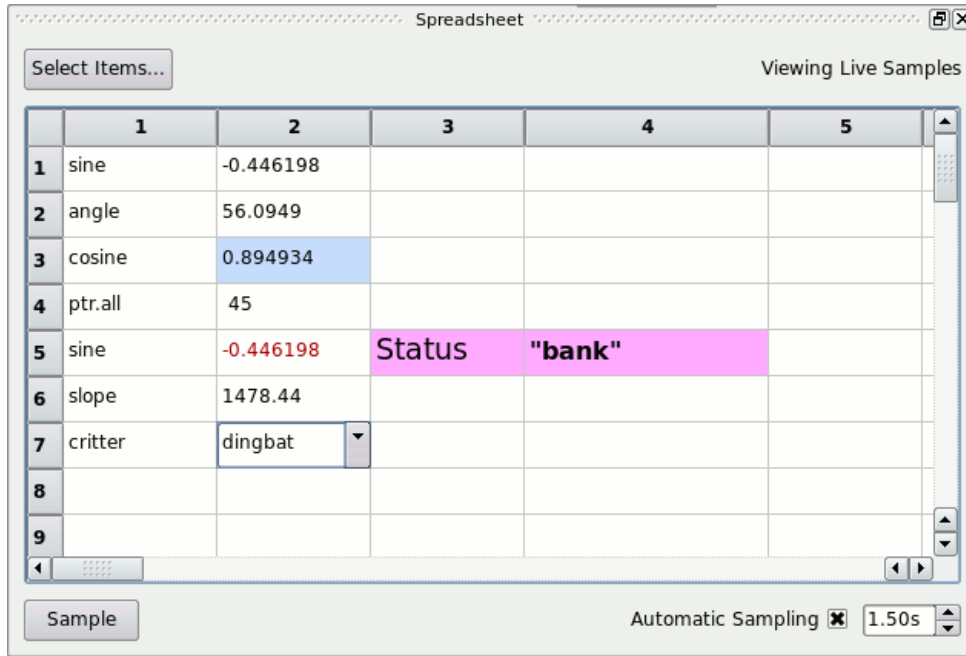 Spreadsheet
Select Items... Viewing Live Samples
1 2 3 4 5
1 sine -0.446198
2 angle 56.0949
3 cosine 0.894934
4 ptr.all 45
5 sine -0.446198 Status "bank"
6 slope 1478.44
7 critter dingbat
8
9
Sample Automatic Sampling 1.50s